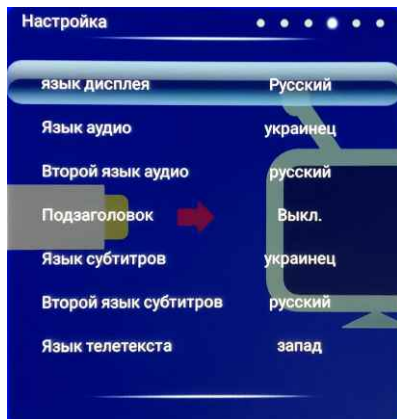 Настройка
язык дисплея Русский
Язык аудио украинец
Второй язык аудио русский
Подзаголовок Выкл.
Язык субтитров украинец
Второй язык субтитров русский
Язык телетекста запад